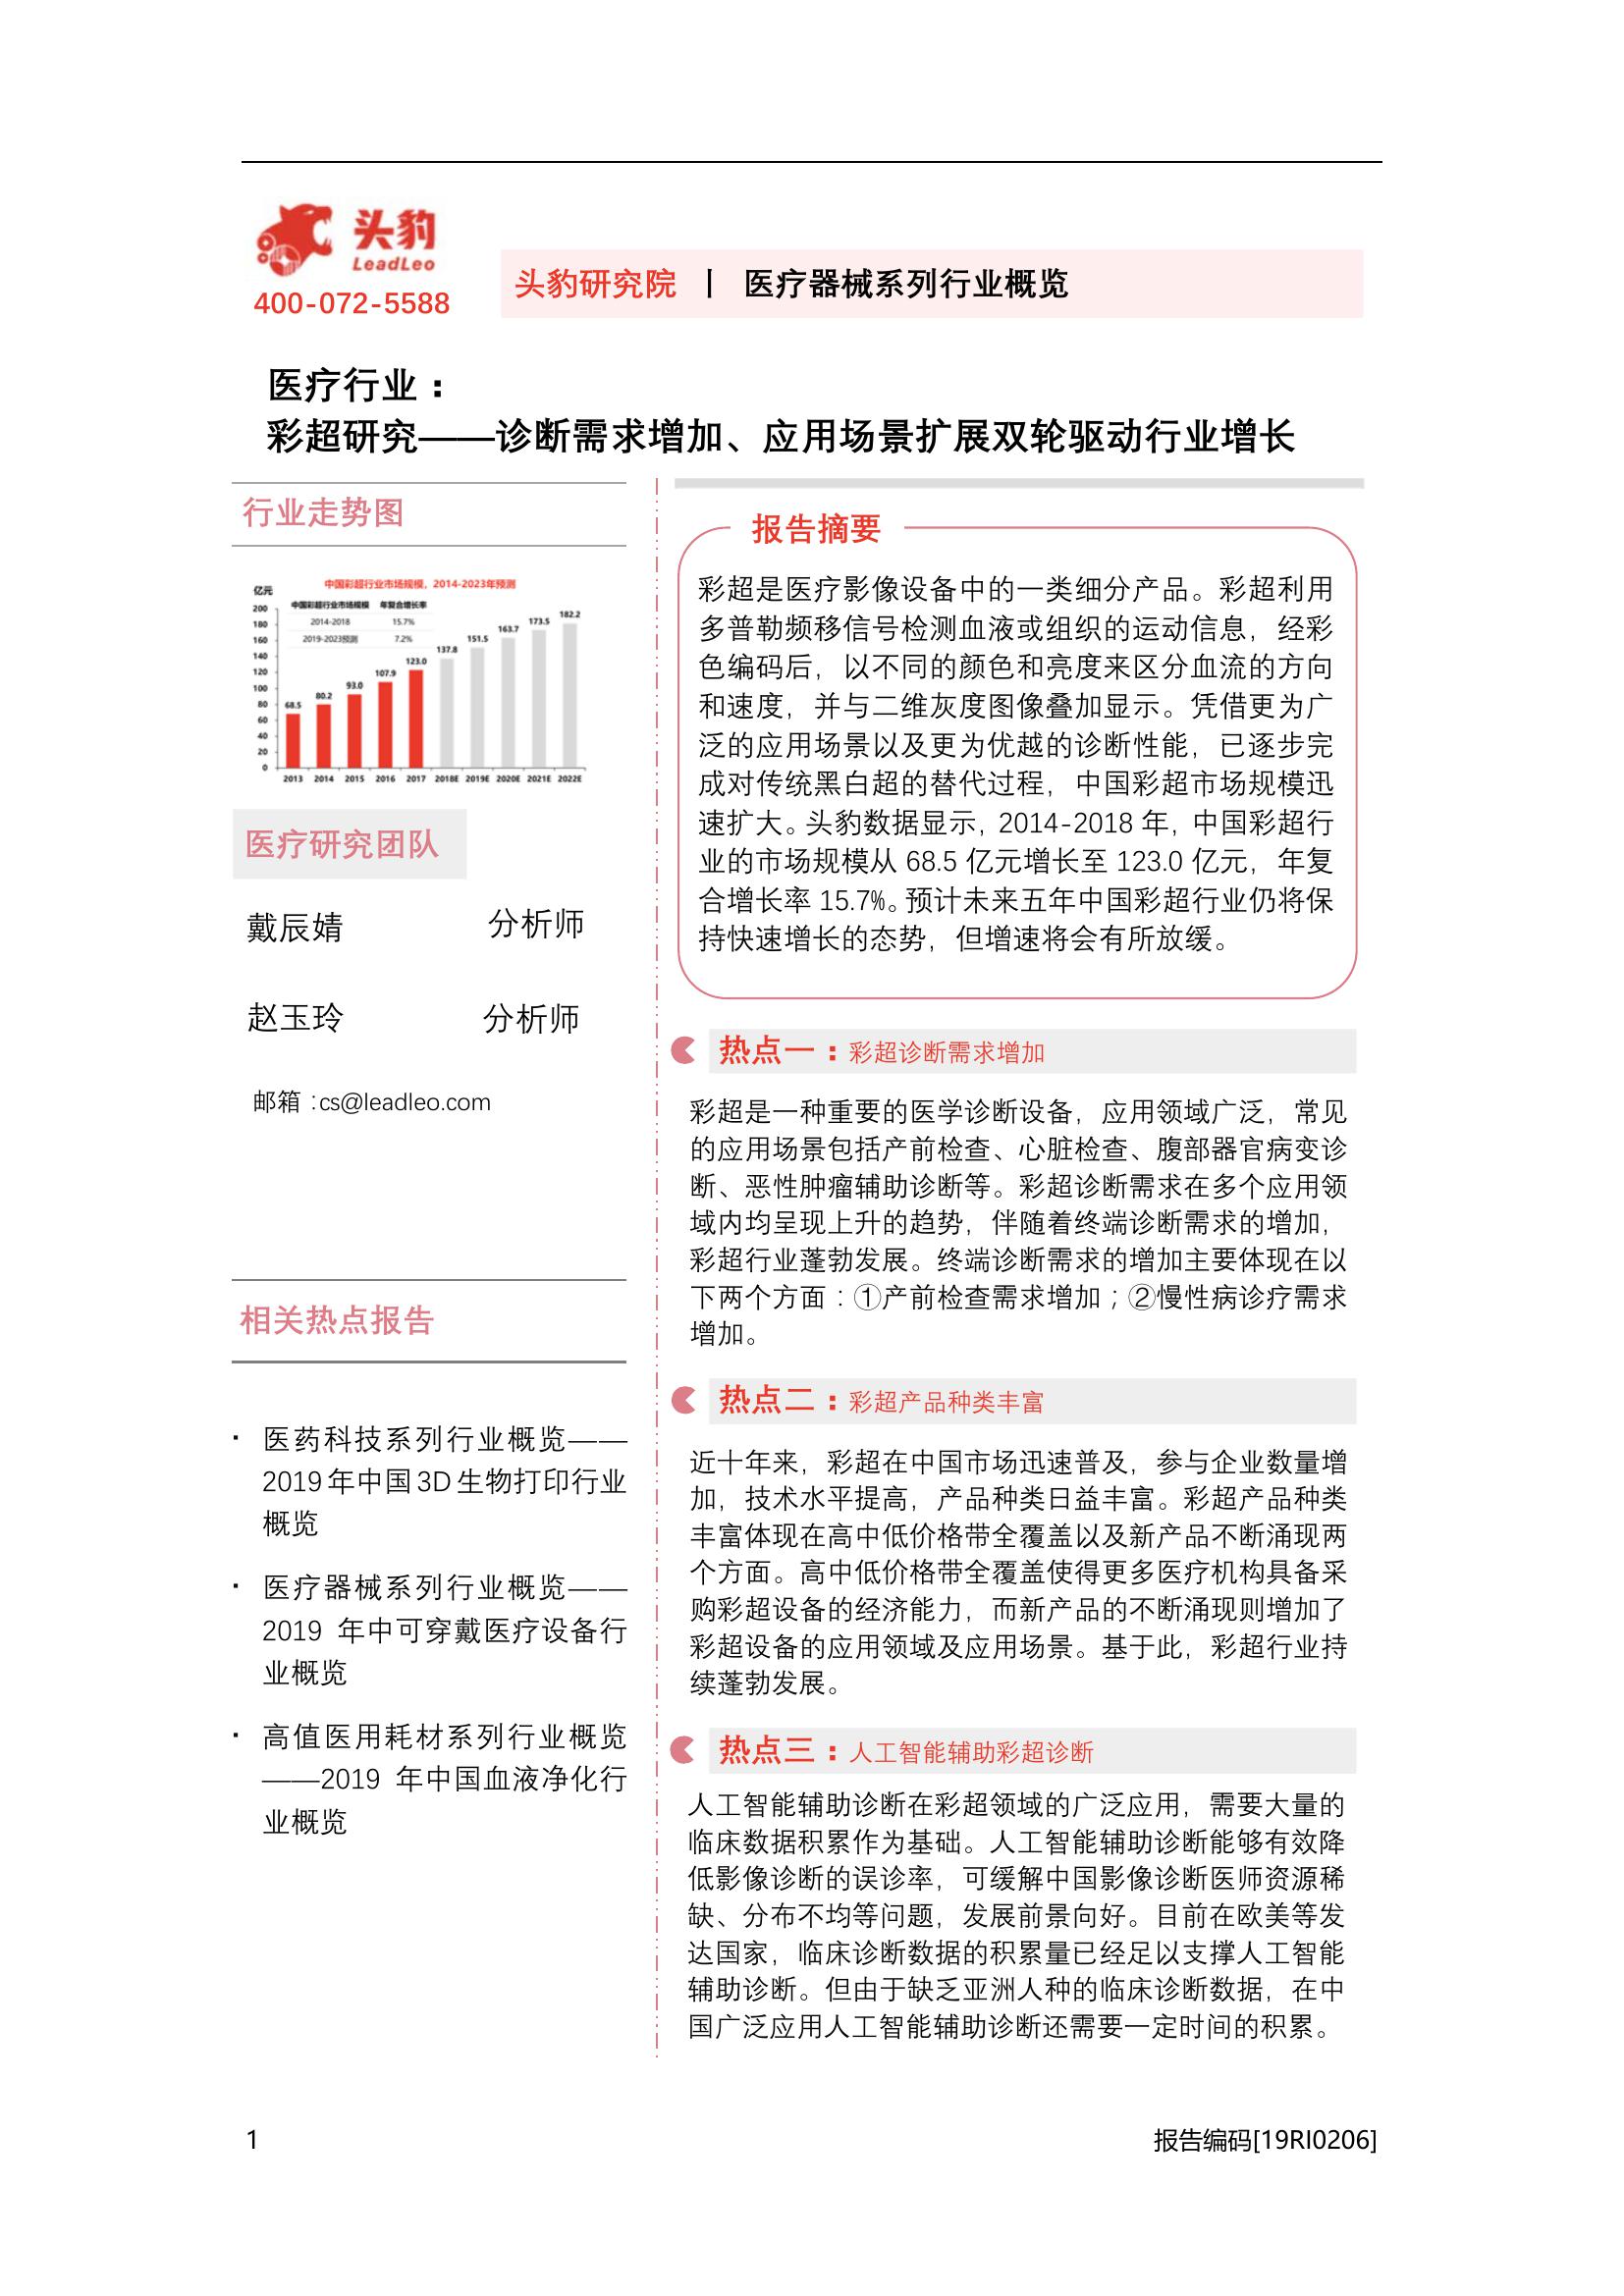 头豹
LeadLeo
400-072-5588
头豹研究院 | 医疗器械系列行业概览
医疗行业：
彩超研究——诊断需求增加、应用场景扩展双轮驱动行业增长
行业走势图
中国彩超行业市场规模，2014-2023年预测
亿元
中国彩超行业市场规模 年复合增长率
2014-2018 15.7%
2019-2023预测 7.2%
200
180
160
140
120
100
80
60
40
20
0
68.5 80.2 93.0 107.9 123.0 137.8 151.5 163.7 173.5 182.2
2013 2014 2015 2016 2017 2018E 2019E 2020E 2021E 2022E
医疗研究团队
戴辰婧 分析师
赵玉玲 分析师
邮箱：cs@leadleo.com
相关热点报告
· 医药科技系列行业概览——
2019年中国3D生物打印行业
概览
· 医疗器械系列行业概览——
2019 年中可穿戴医疗设备行
业概览
· 高值医用耗材系列行业概览
——2019 年中国血液净化行
业概览
报告摘要
彩超是医疗影像设备中的一类细分产品。彩超利用
多普勒频移信号检测血液或组织的运动信息，经彩
色编码后，以不同的颜色和亮度来区分血流的方向
和速度，并与二维灰度图像叠加显示。凭借更为广
泛的应用场景以及更为优越的诊断性能，已逐步完
成对传统黑白超的替代过程，中国彩超市场规模迅
速扩大。头豹数据显示，2014-2018 年，中国彩超行
业的市场规模从 68.5 亿元增长至 123.0 亿元，年复
合增长率 15.7%。预计未来五年中国彩超行业仍将保
持快速增长的态势，但增速将会有所放缓。
热点一：彩超诊断需求增加
彩超是一种重要的医学诊断设备，应用领域广泛，常见
的应用场景包括产前检查、心脏检查、腹部器官病变诊
断、恶性肿瘤辅助诊断等。彩超诊断需求在多个应用领
域内均呈现上升的趋势，伴随着终端诊断需求的增加，
彩超行业蓬勃发展。终端诊断需求的增加主要体现在以
下两个方面：①产前检查需求增加；②慢性病诊疗需求
增加。
热点二：彩超产品种类丰富
近十年来，彩超在中国市场迅速普及，参与企业数量增
加，技术水平提高，产品种类日益丰富。彩超产品种类
丰富体现在高中低价格带全覆盖以及新产品不断涌现两
个方面。高中低价格带全覆盖使得更多医疗机构具备采
购彩超设备的经济能力，而新产品的不断涌现则增加了
彩超设备的应用领域及应用场景。基于此，彩超行业持
续蓬勃发展。
热点三：人工智能辅助彩超诊断
人工智能辅助诊断在彩超领域的广泛应用，需要大量的
临床数据积累作为基础。人工智能辅助诊断能够有效降
低影像诊断的误诊率，可缓解中国影像诊断医师资源稀
缺、分布不均等问题，发展前景向好。目前在欧美等发
达国家，临床诊断数据的积累量已经足以支撑人工智能
辅助诊断。但由于缺乏亚洲人种的临床诊断数据，在中
国广泛应用人工智能辅助诊断还需要一定时间的积累。
1
报告编码[19RI0206]